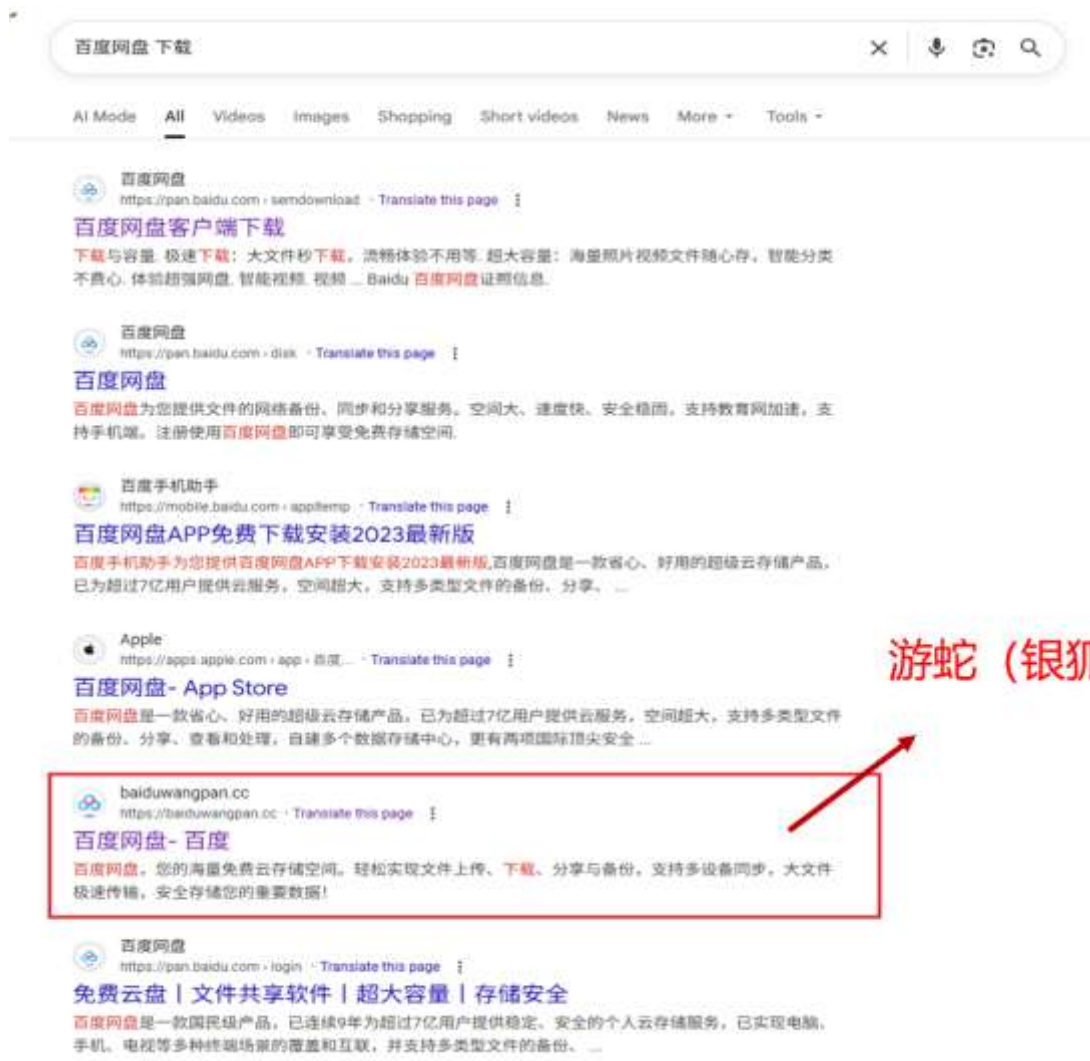 百度网盘 下载
AI Mode All Videos Images Shopping Short videos News More Tools
百度网盘
https://pan.baidu.com › semdownload · Translate this page
百度网盘客户端下载
下载与容量. 极速下载：大文件秒下载，流畅体验不用等. 超大容量：海量照片视频文件随心存，智能分类
不费心. 体验超强网盘. 智能视频. 视频 ... Baidu 百度网盘证照信息.
百度网盘
https://pan.baidu.com › disk · Translate this page
百度网盘
百度网盘为您提供文件的网络备份、同步和分享服务。空间大、速度快、安全稳固，支持教育网加速，支
持手机端。注册使用百度网盘即可享受免费存储空间.
百度手机助手
https://mobile.baidu.com › appitemp · Translate this page
百度网盘APP免费下载安装2023最新版
百度手机助手为您提供百度网盘APP下载安装2023最新版,百度网盘是一款省心、好用的超级云存储产品，
已为超过7亿用户提供云服务，空间超大，支持多类型文件的备份、分享、 ...
Apple
https://apps.apple.com › app › 百度... · Translate this page
百度网盘- App Store
百度网盘是一款省心、好用的超级云存储产品，已为超过7亿用户提供云服务，空间超大，支持多类型文件
的备份、分享、查看和处理，自建多个数据存储中心，更有两项国际顶尖安全 ...
游蛇（银狐
baiduwangpan.cc
https://baiduwangpan.cc · Translate this page
百度网盘- 百度
百度网盘，您的海量免费云存储空间。轻松实现文件上传、下载、分享与备份，支持多设备同步，大文件
极速传输，安全存储您的重要数据！
百度网盘
https://pan.baidu.com › login · Translate this page
免费云盘丨文件共享软件丨超大容量丨存储安全
百度网盘是一款国民级产品，已连续9年为超过7亿用户提供稳定、安全的个人云存储服务，已实现电脑、
手机、电视等多种终端场景的覆盖和互联，并支持多类型文件的备份、 ...